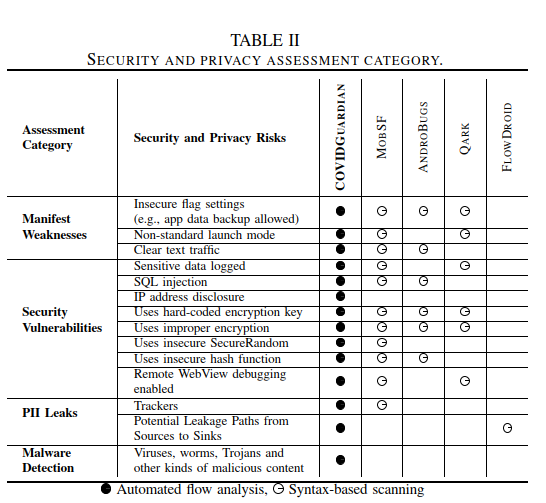 TABLE II
SECURITY AND PRIVACY ASSESSMENT CATEGORY.
Assessment
Category
Security and Privacy Risks
COVIDGUARDIAN
MOBSF
ANDROBUGS
QARK
FLOWDROID
Manifest
Weaknesses
Insecure flag settings
(e.g., app data backup allowed)
Non-standard launch mode
Clear text traffic
Security
Vulnerabilities
Sensitive data logged
SQL injection
IP address disclosure
Uses hard-coded encryption key
Uses improper encryption
Uses insecure SecureRandom
Uses insecure hash function
Remote WebView debugging
enabled
PII Leaks
Trackers
Potential Leakage Paths from
Sources to Sinks
Malware
Detection
Viruses, worms, Trojans and
other kinds of malicious content
Automated flow analysis, Syntax-based scanning